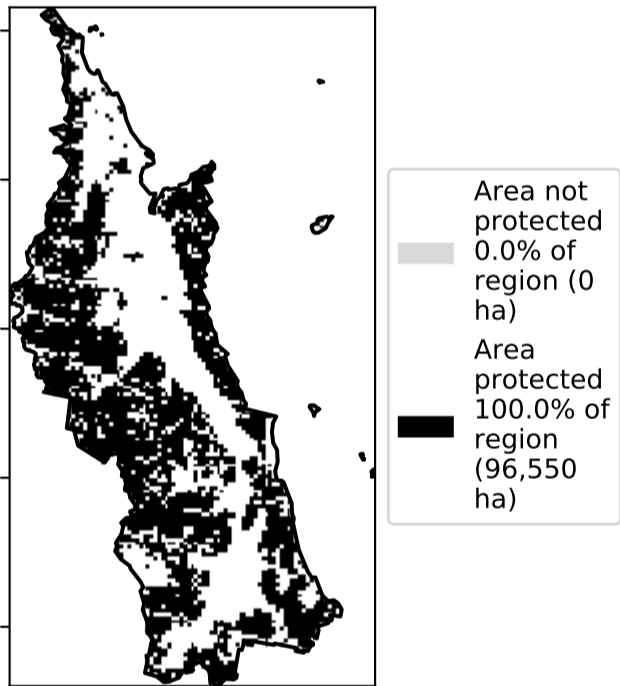 Area not
protected
0.0% of
region (0
ha)
Area
protected
100.0% of
region
(96,550
ha)